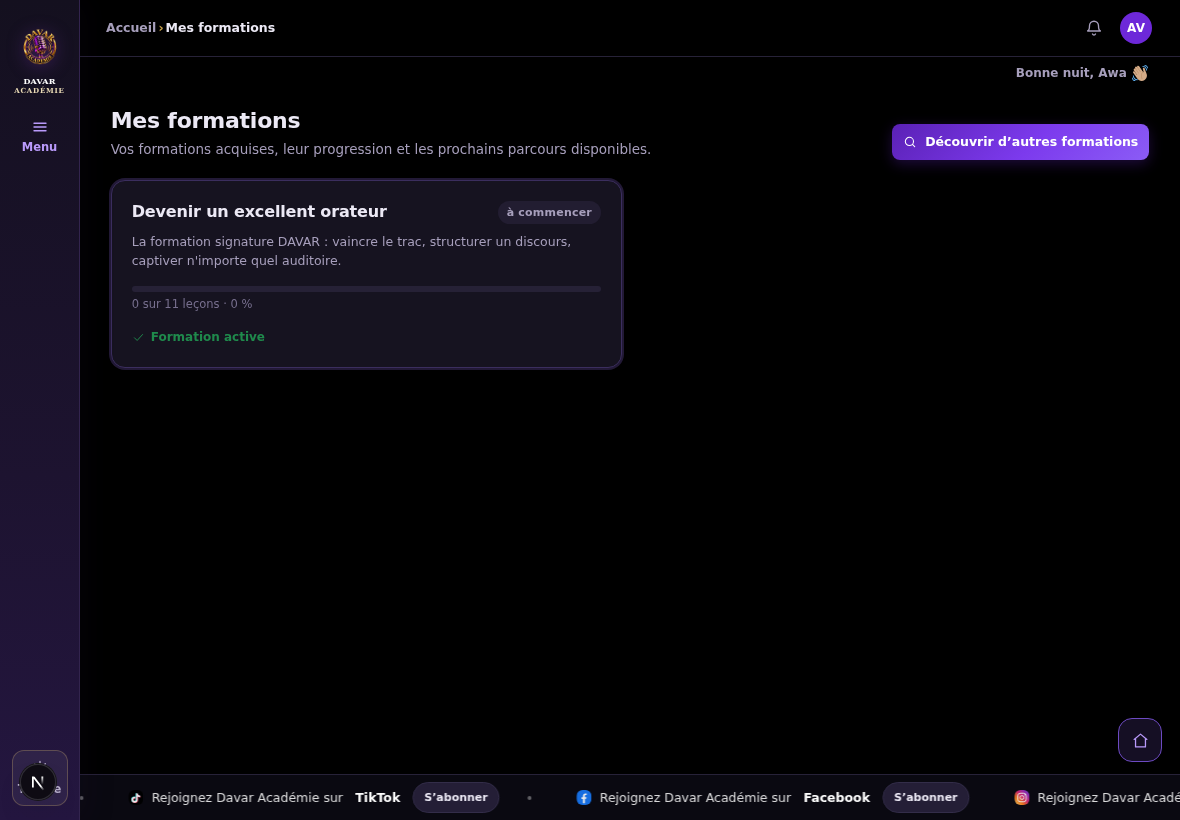 DAVAR
ACADÉMIE
Menu
Accueil › Mes formations
AV
Bonne nuit, Awa
Mes formations
Vos formations acquises, leur progression et les prochains parcours disponibles.
Découvrir d’autres formations
Devenir un excellent orateur
à commencer
La formation signature DAVAR : vaincre le trac, structurer un discours,
captiver n'importe quel auditoire.
0 sur 11 leçons · 0 %
Formation active
N
Rejoignez Davar Académie sur TikTok S’abonner • Rejoignez Davar Académie sur Facebook S’abonner Rejoignez Davar Acadé